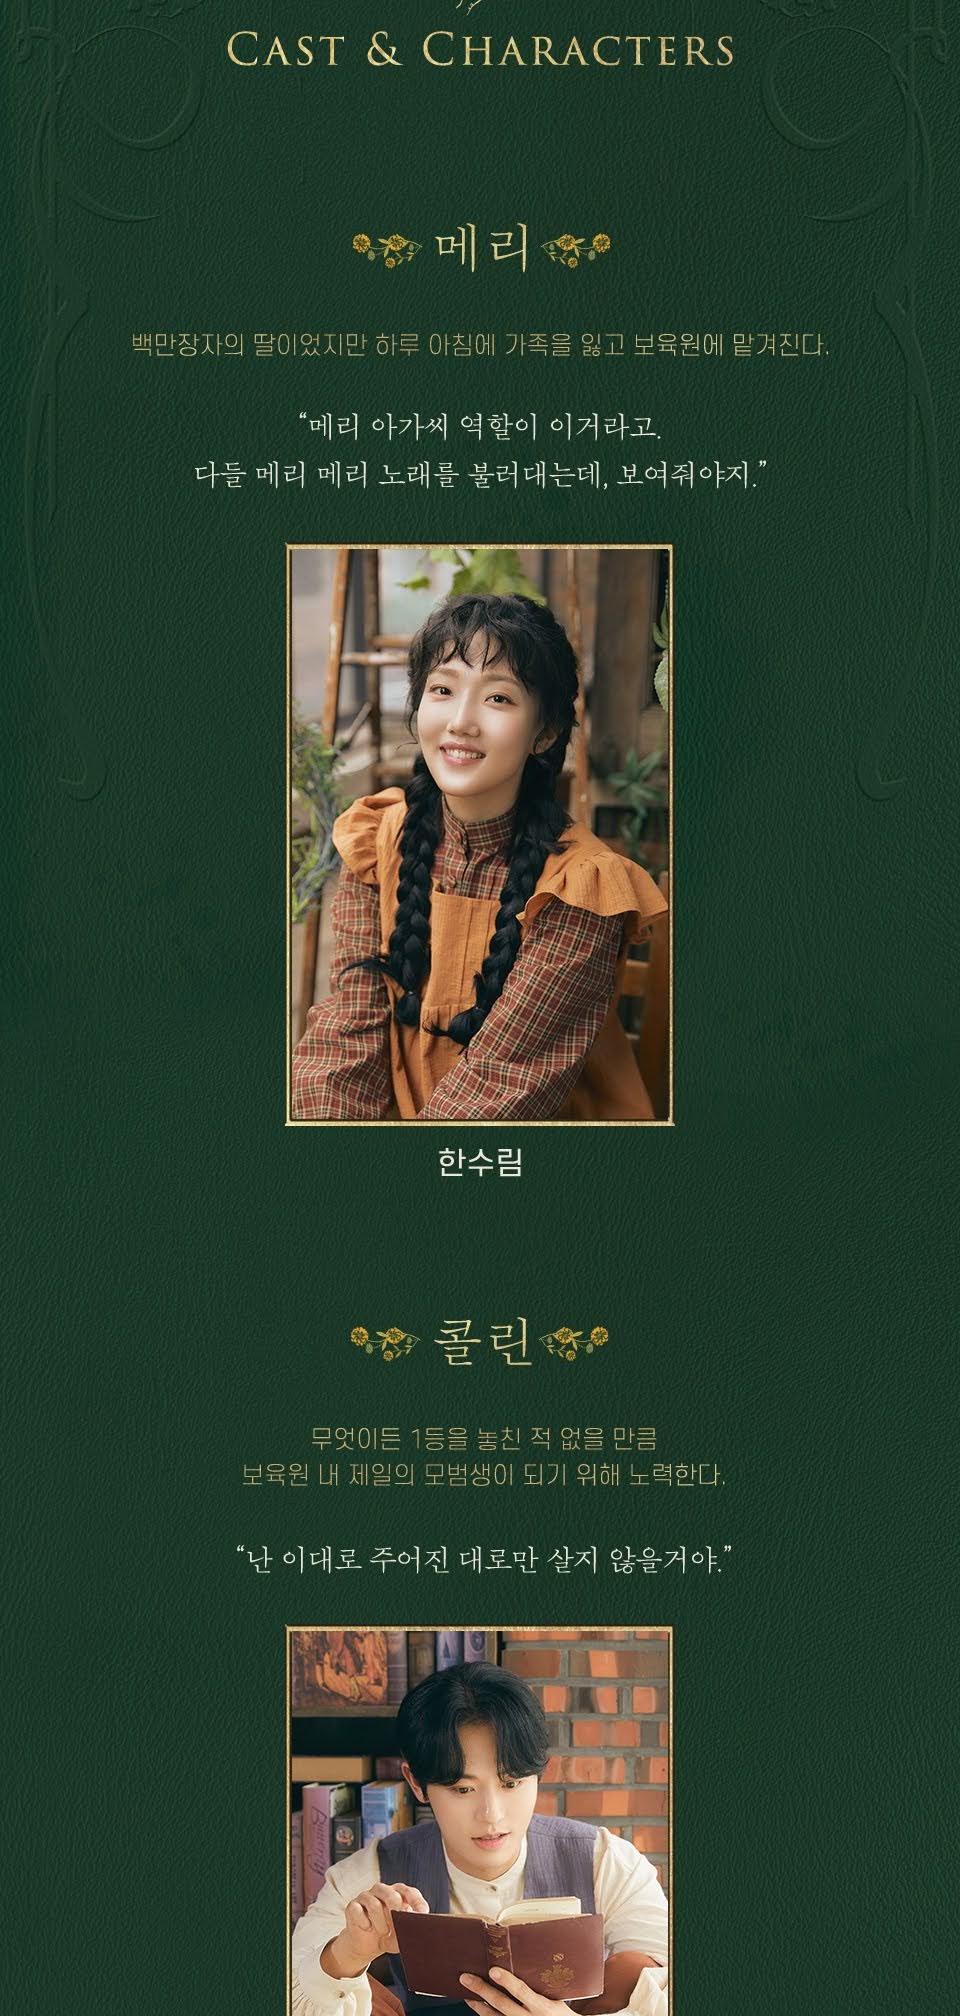 CAST & CHARACTERS
메리
백만장자의 딸이었지만 하루 아침에 가족을 잃고 보육원에 맡겨진다.
“메리 아가씨 역할이 이거라고.
다들 메리 메리 노래를 불러대는데, 보여줘야지.”
한수림
콜린
무엇이든 1등을 놓친 적 없을 만큼
보육원 내 제일의 모범생이 되기 위해 노력한다.
“난 이대로 주어진 대로만 살지 않을거야.”